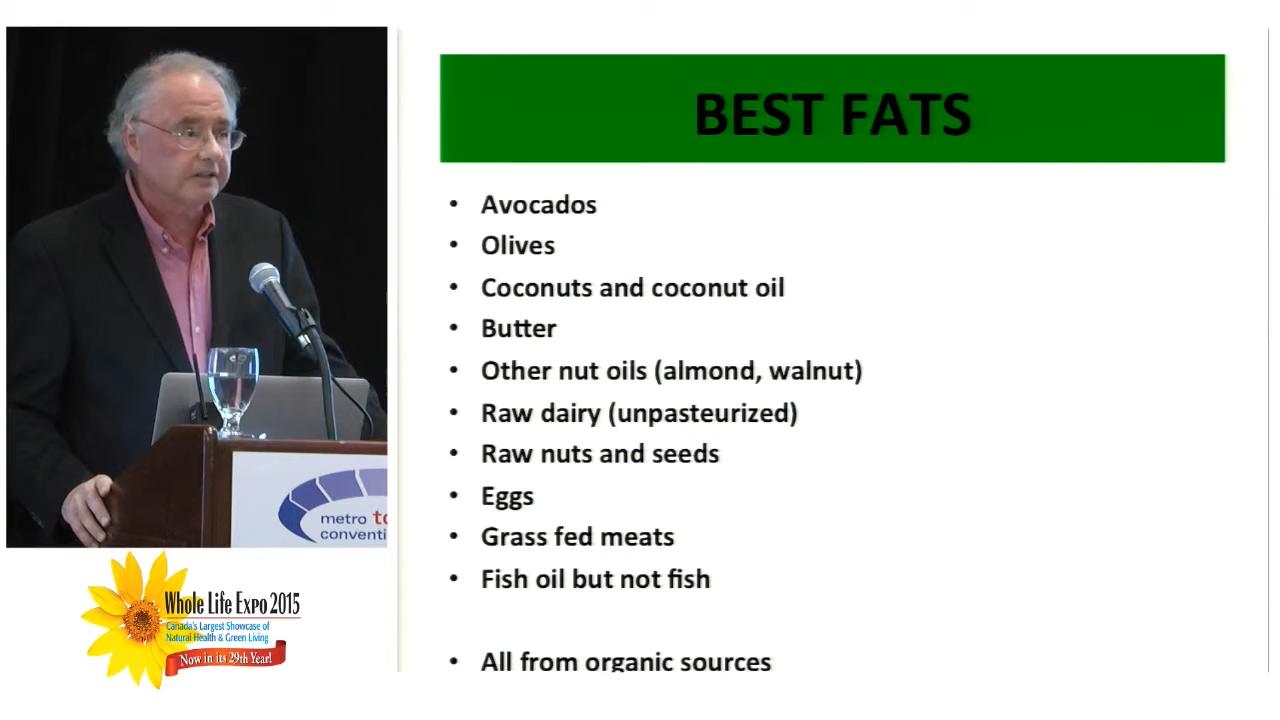 BEST FATS
• Avocados
• Olives
• Coconuts and coconut oil
• Butter
• Other nut oils (almond, walnut)
• Raw dairy (unpasteurized)
• Raw nuts and seeds
• Eggs
• Grass fed meats
• Fish oil but not fish
• All from organic sources
metro to
conventi
Whole Life Expo 2015
Canada's Largest Showcase of
Natural Health & Green Living
Now in its 29th Year!